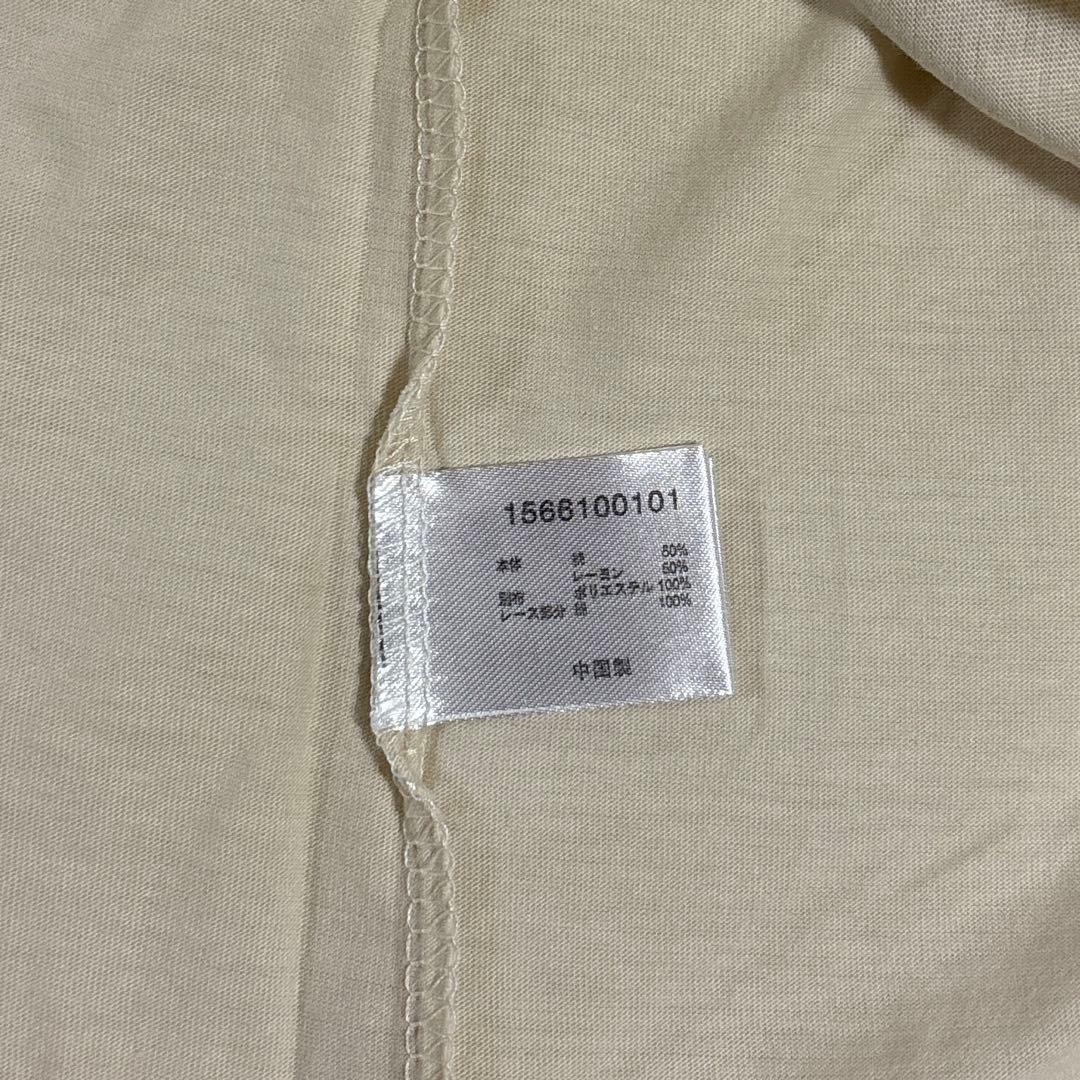 1566100101
本体 綿 50%
レーヨン 50%
別布 ポリエステル 100%
レース部分 綿 100%
中国製